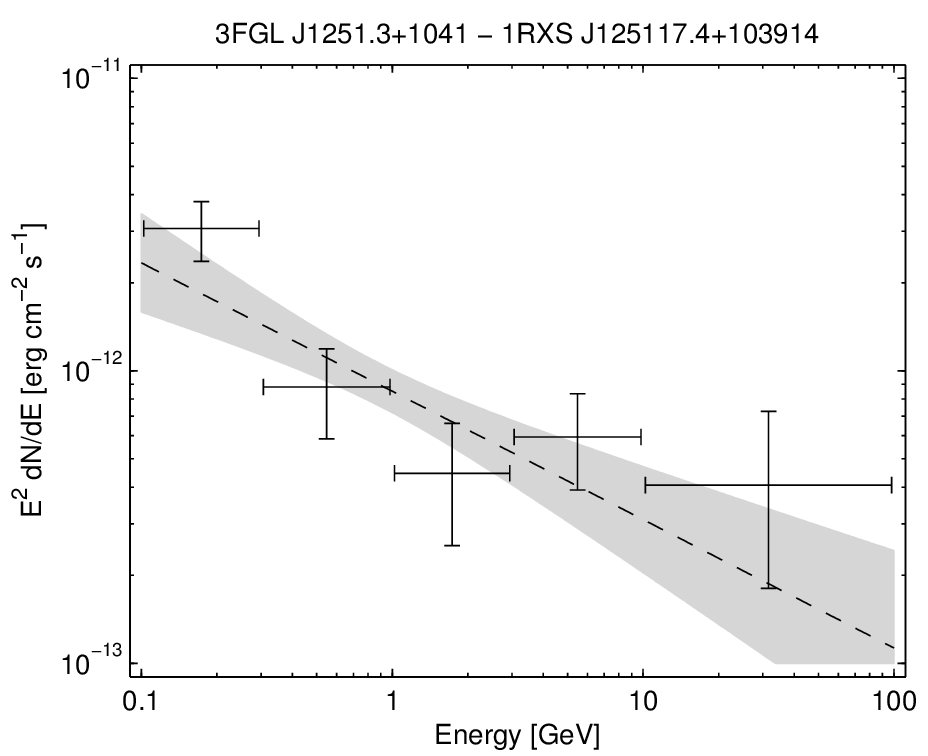 3FGL J1251.3+1041 − 1RXS J125117.4+103914
10⁻¹¹
10⁻¹²
10⁻¹³
E² dN/dE [erg cm⁻² s⁻¹]
0.1 1 10 100
Energy [GeV]